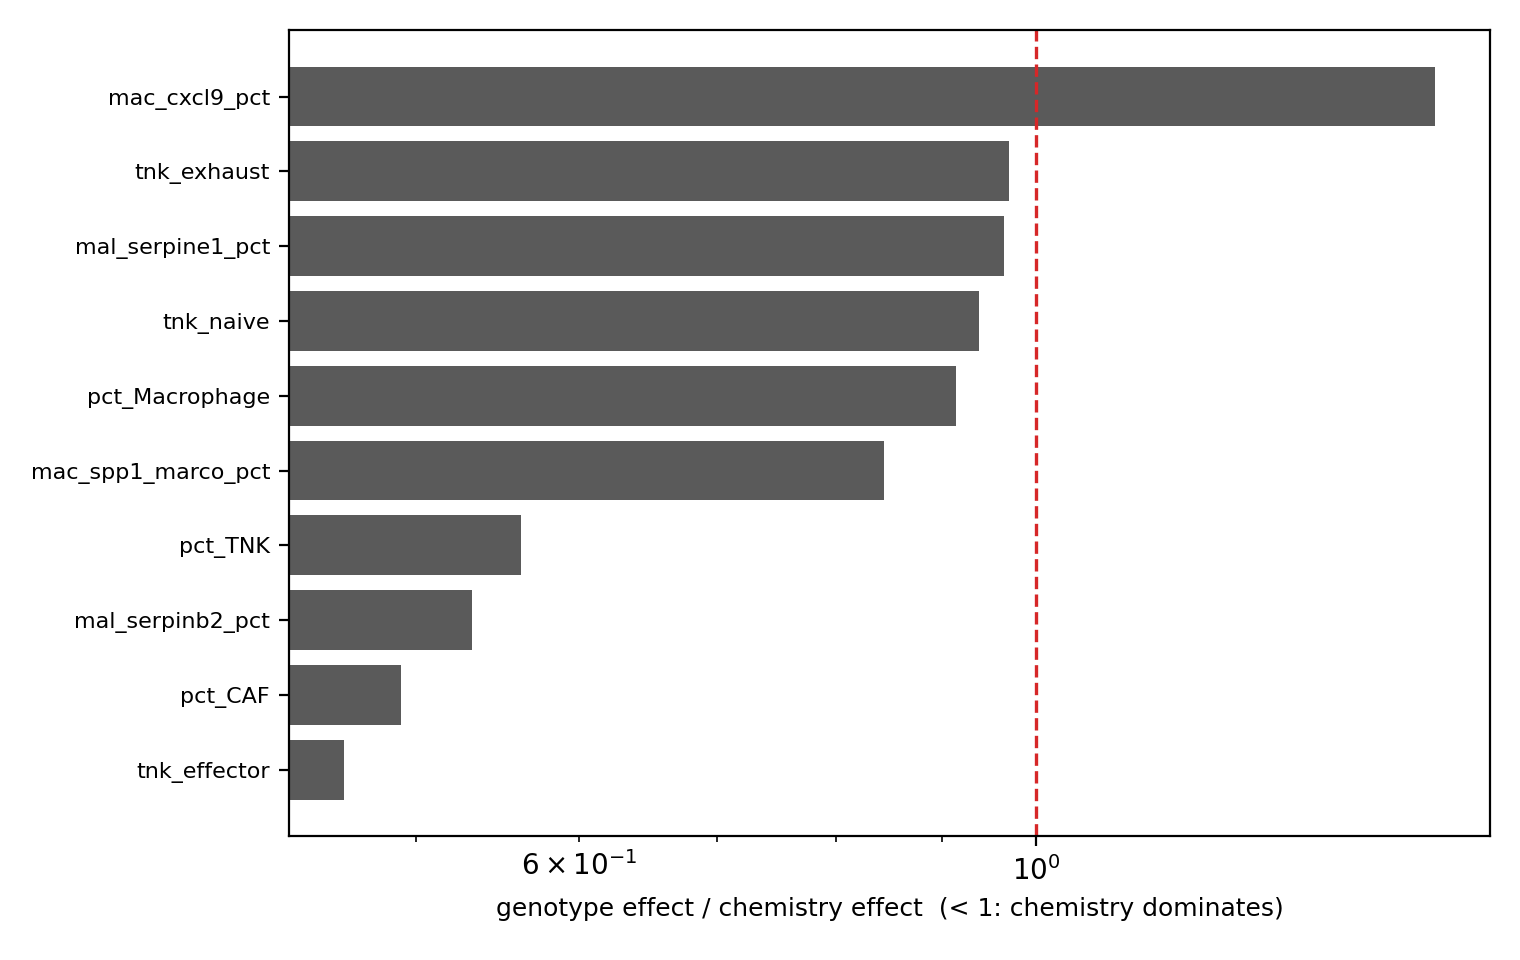 mac_cxcl9_pct
tnk_exhaust
mal_serpine1_pct
tnk_naive
pct_Macrophage
mac_spp1_marco_pct
pct_TNK
mal_serpinb2_pct
pct_CAF
tnk_effector
6 × 10⁻¹ 10⁰
genotype effect / chemistry effect (< 1: chemistry dominates)